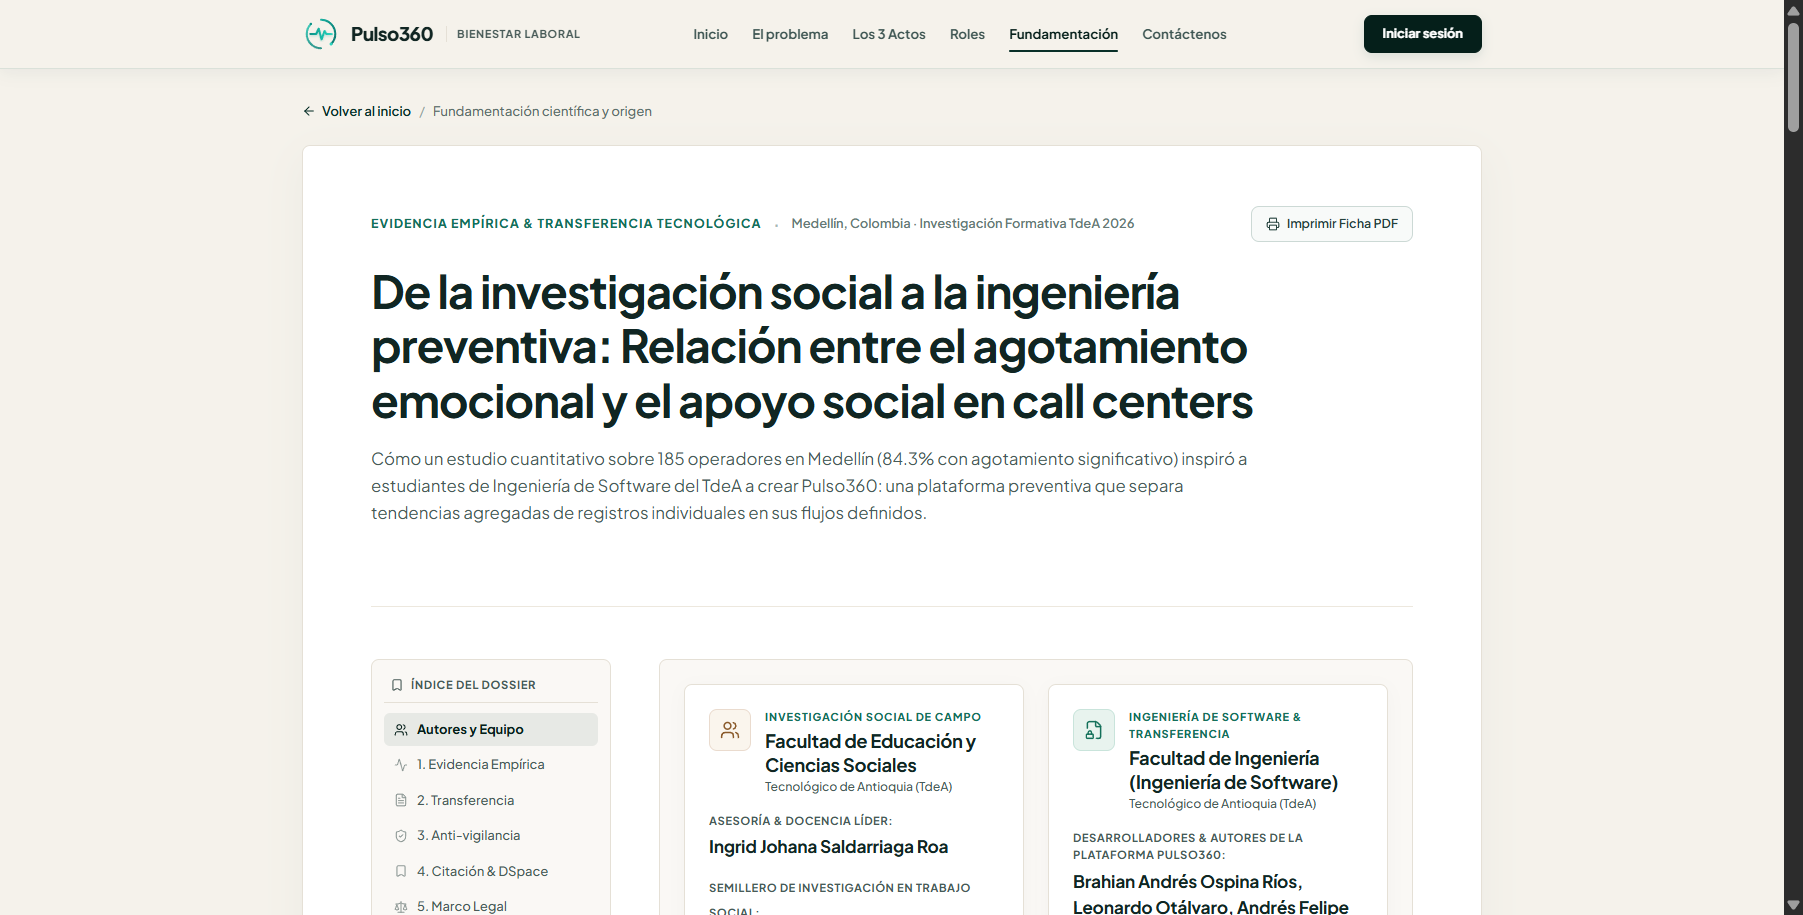 Pulso360 BIENESTAR LABORAL
Inicio El problema Los 3 Actos Roles Fundamentación Contáctenos
Iniciar sesión
Volver al inicio / Fundamentación científica y origen
EVIDENCIA EMPÍRICA & TRANSFERENCIA TECNOLÓGICA · Medellín, Colombia · Investigación Formativa TdeA 2026
Imprimir Ficha PDF
De la investigación social a la ingeniería
preventiva: Relación entre el agotamiento
emocional y el apoyo social en call centers
Cómo un estudio cuantitativo sobre 185 operadores en Medellín (84.3% con agotamiento significativo) inspiró a
estudiantes de Ingeniería de Software del TdeA a crear Pulso360: una plataforma preventiva que separa
tendencias agregadas de registros individuales en sus flujos definidos.
ÍNDICE DEL DOSSIER
Autores y Equipo
1. Evidencia Empírica
2. Transferencia
3. Anti-vigilancia
4. Citación & DSpace
5. Marco Legal
INVESTIGACIÓN SOCIAL DE CAMPO
Facultad de Educación y
Ciencias Sociales
Tecnológico de Antioquia (TdeA)
ASESORÍA & DOCENCIA LÍDER:
Ingrid Johana Saldarriaga Roa
SEMILLERO DE INVESTIGACIÓN EN TRABAJO
SOCIAL:
INGENIERÍA DE SOFTWARE &
TRANSFERENCIA
Facultad de Ingeniería
(Ingeniería de Software)
Tecnológico de Antioquia (TdeA)
DESARROLLADORES & AUTORES DE LA
PLATAFORMA PULSO360:
Brahian Andrés Ospina Ríos,
Leonardo Otálvaro, Andrés Felipe